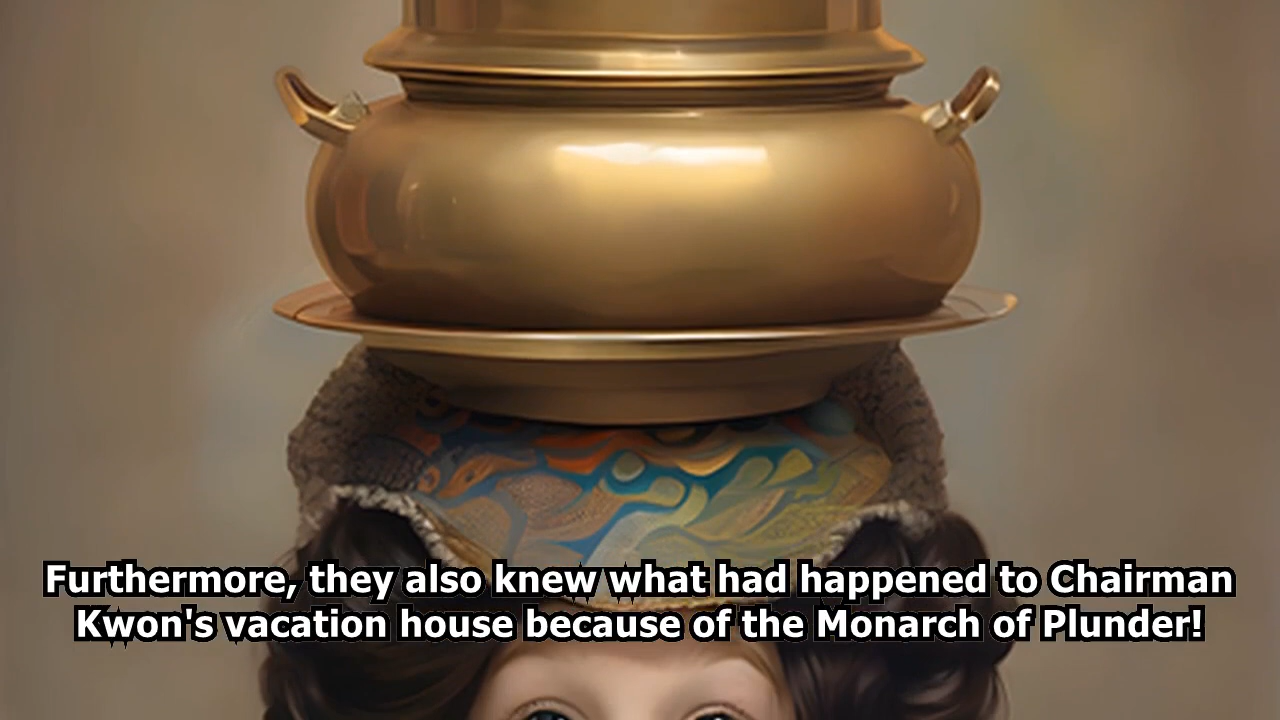 Furthermore, they also knew what had happened to Chairman
Kwon's vacation house because of the Monarch of Plunder!